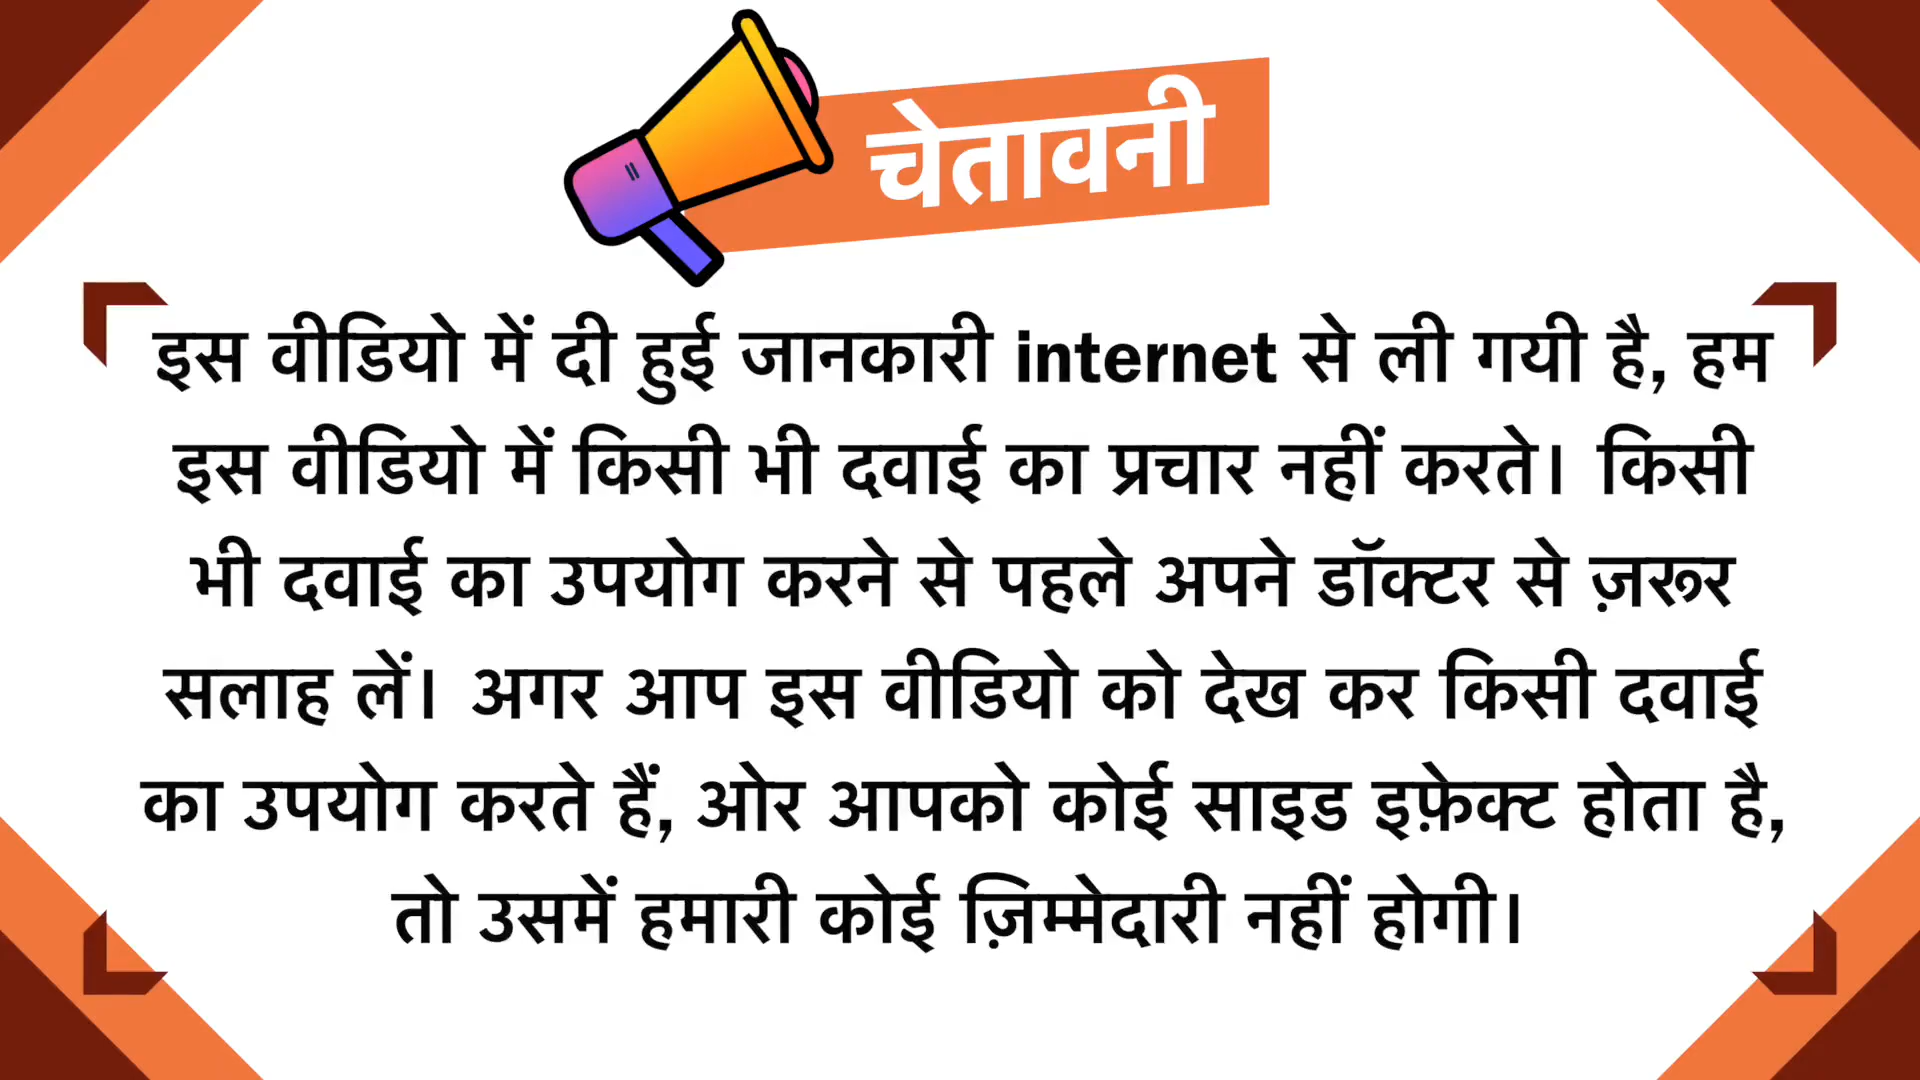 चेतावनी
इस वीडियो में दी हुई जानकारी internet से ली गयी है, हम
इस वीडियो में किसी भी दवाई का प्रचार नहीं करते। किसी
भी दवाई का उपयोग करने से पहले अपने डॉक्टर से ज़रूर
सलाह लें। अगर आप इस वीडियो को देख कर किसी दवाई
का उपयोग करते हैं, ओर आपको कोई साइड इफ़ेक्ट होता है,
तो उसमें हमारी कोई ज़िम्मेदारी नहीं होगी।